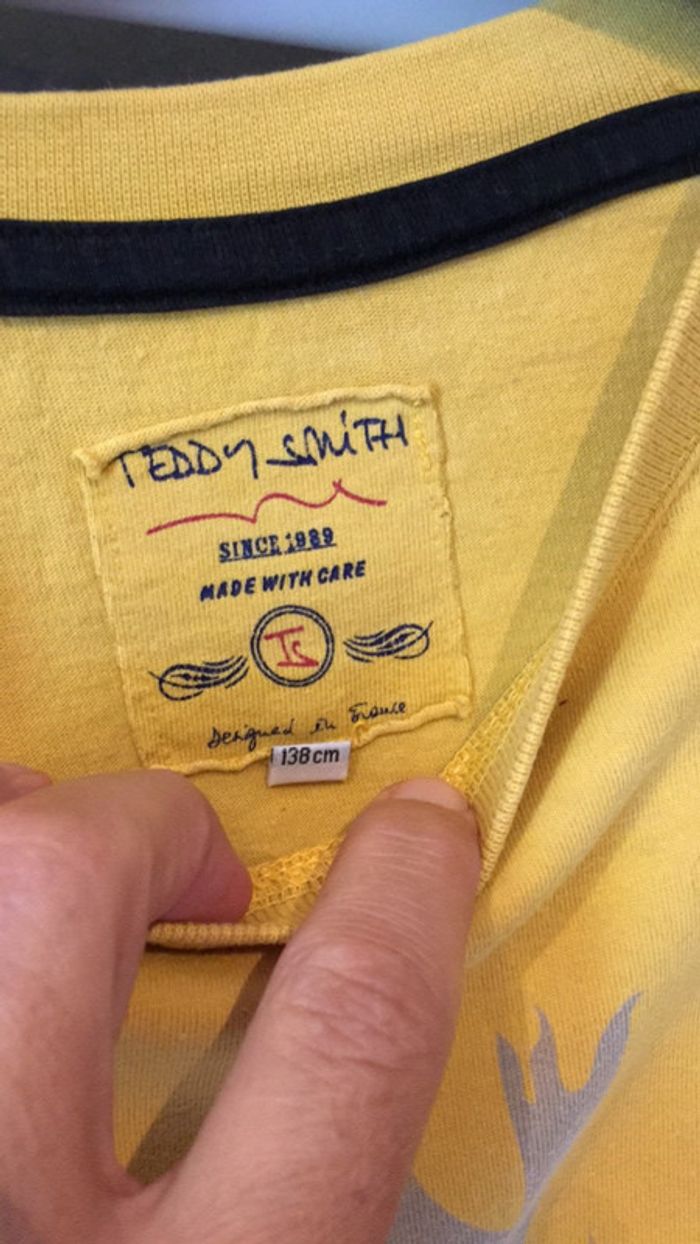 TEDDY SMITH
SINCE 1989
MADE WITH CARE
TS
Designed in France
138cm